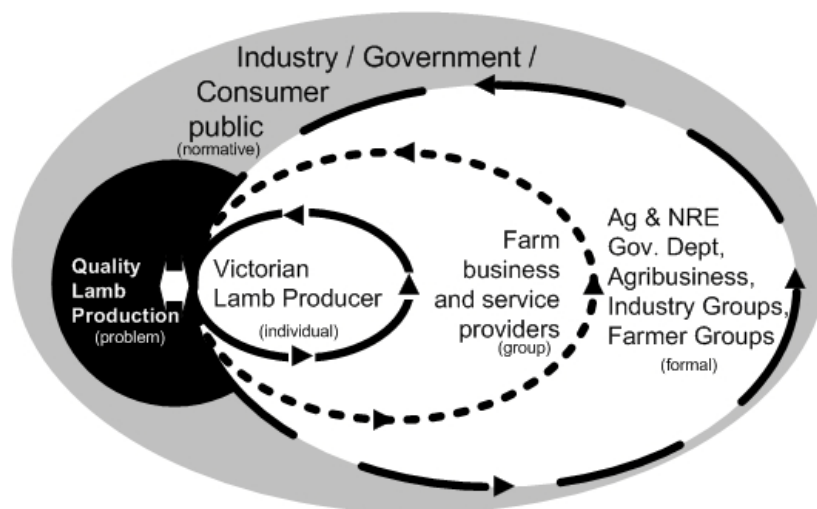 Industry / Government /
Consumer
public
(normative)
Quality
Lamb
Production
(problem)
Victorian
Lamb Producer
(individual)
Farm
business
and service
providers
(group)
Ag & NRE
Gov. Dept,
Agribusiness,
Industry Groups,
Farmer Groups
(formal)